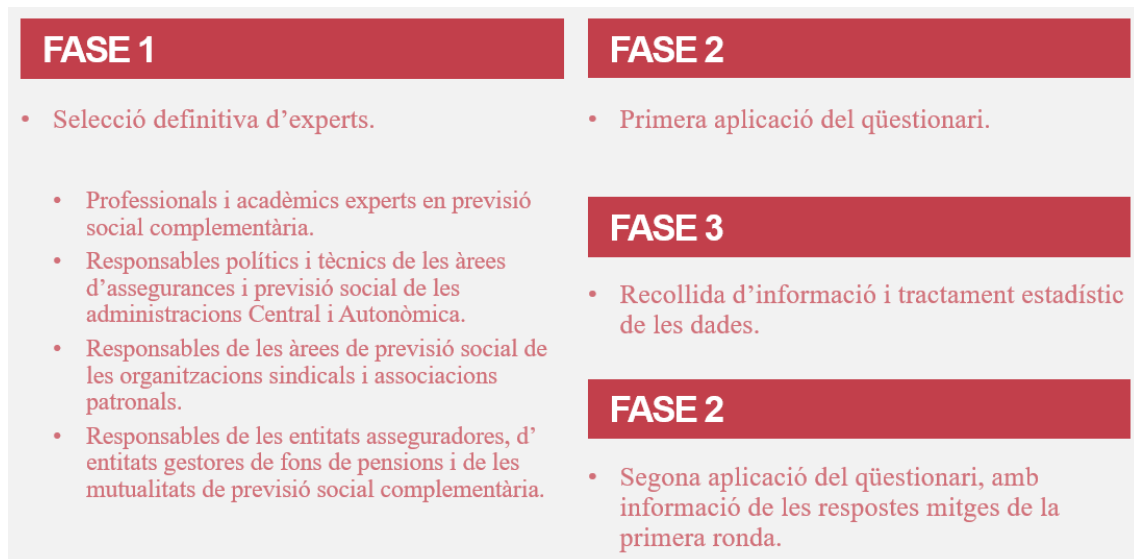 FASE 1
• Selecció definitiva d’experts.
• Professionals i acadèmics experts en previsió
social complementària.
• Responsables polítics i tècnics de les àrees
d’assegurances i previsió social de les
administracions Central i Autonòmica.
• Responsables de les àrees de previsió social de
les organitzacions sindicals i associacions
patronals.
• Responsables de les entitats asseguradores, d’
entitats gestores de fons de pensions i de les
mutualitats de previsió social complementària.
FASE 2
• Primera aplicació del qüestionari.
FASE 3
• Recollida d’informació i tractament estadístic
de les dades.
FASE 2
• Segona aplicació del qüestionari, amb
informació de les respostes mitges de la
primera ronda.